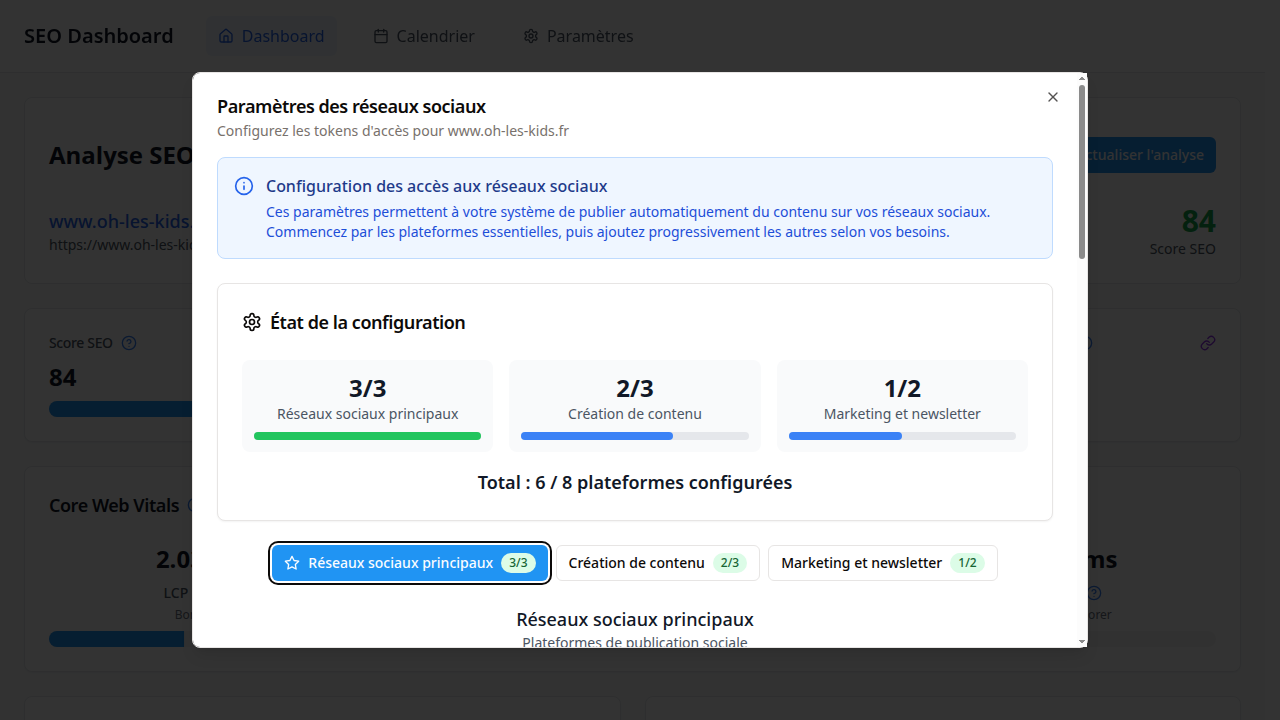 SEO Dashboard
Dashboard
Calendrier
Paramètres
Paramètres des réseaux sociaux
Configurez les tokens d'accès pour www.oh-les-kids.fr
Configuration des accès aux réseaux sociaux
Ces paramètres permettent à votre système de publier automatiquement du contenu sur vos réseaux sociaux.
Commencez par les plateformes essentielles, puis ajoutez progressivement les autres selon vos besoins.
État de la configuration
3/3
Réseaux sociaux principaux
2/3
Création de contenu
1/2
Marketing et newsletter
Total : 6 / 8 plateformes configurées
Réseaux sociaux principaux 3/3
Création de contenu 2/3
Marketing et newsletter 1/2
Réseaux sociaux principaux
Plateformes de publication sociale
Analyse SEO
ctualiser l'analyse
www.oh-les-kids.
https://www.oh-les-kid
84
Score SEO
Score SEO
84
Core Web Vitals
2.0
LCP
Bon
ms
orer